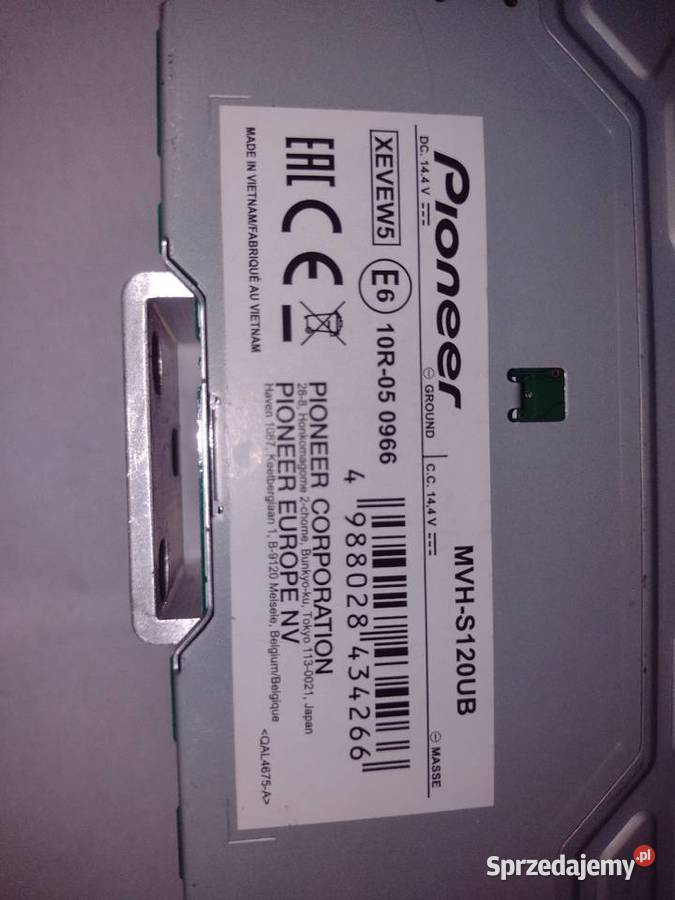 Pioneer MVH-S120UB
DC. 14.4 V ⎓ ⊖ GROUND C.C. 14,4 V ⎓ ⊖ MASSE
XEVEW5 E6 10R-05 0966
4 988028 434266
EAC CE
PIONEER CORPORATION
28-8, Honkomagome 2-chome, Bunkyo-ku, Tokyo 113-0021, Japan
PIONEER EUROPE NV
Haven 1087, Keetberglaan 1, B-9120 Melsele, Belgium/Belgique
MADE IN VIETNAM/FABRIQUÉ AU VIETNAM
<QAL4675-A>
Sprzedajemy.pl